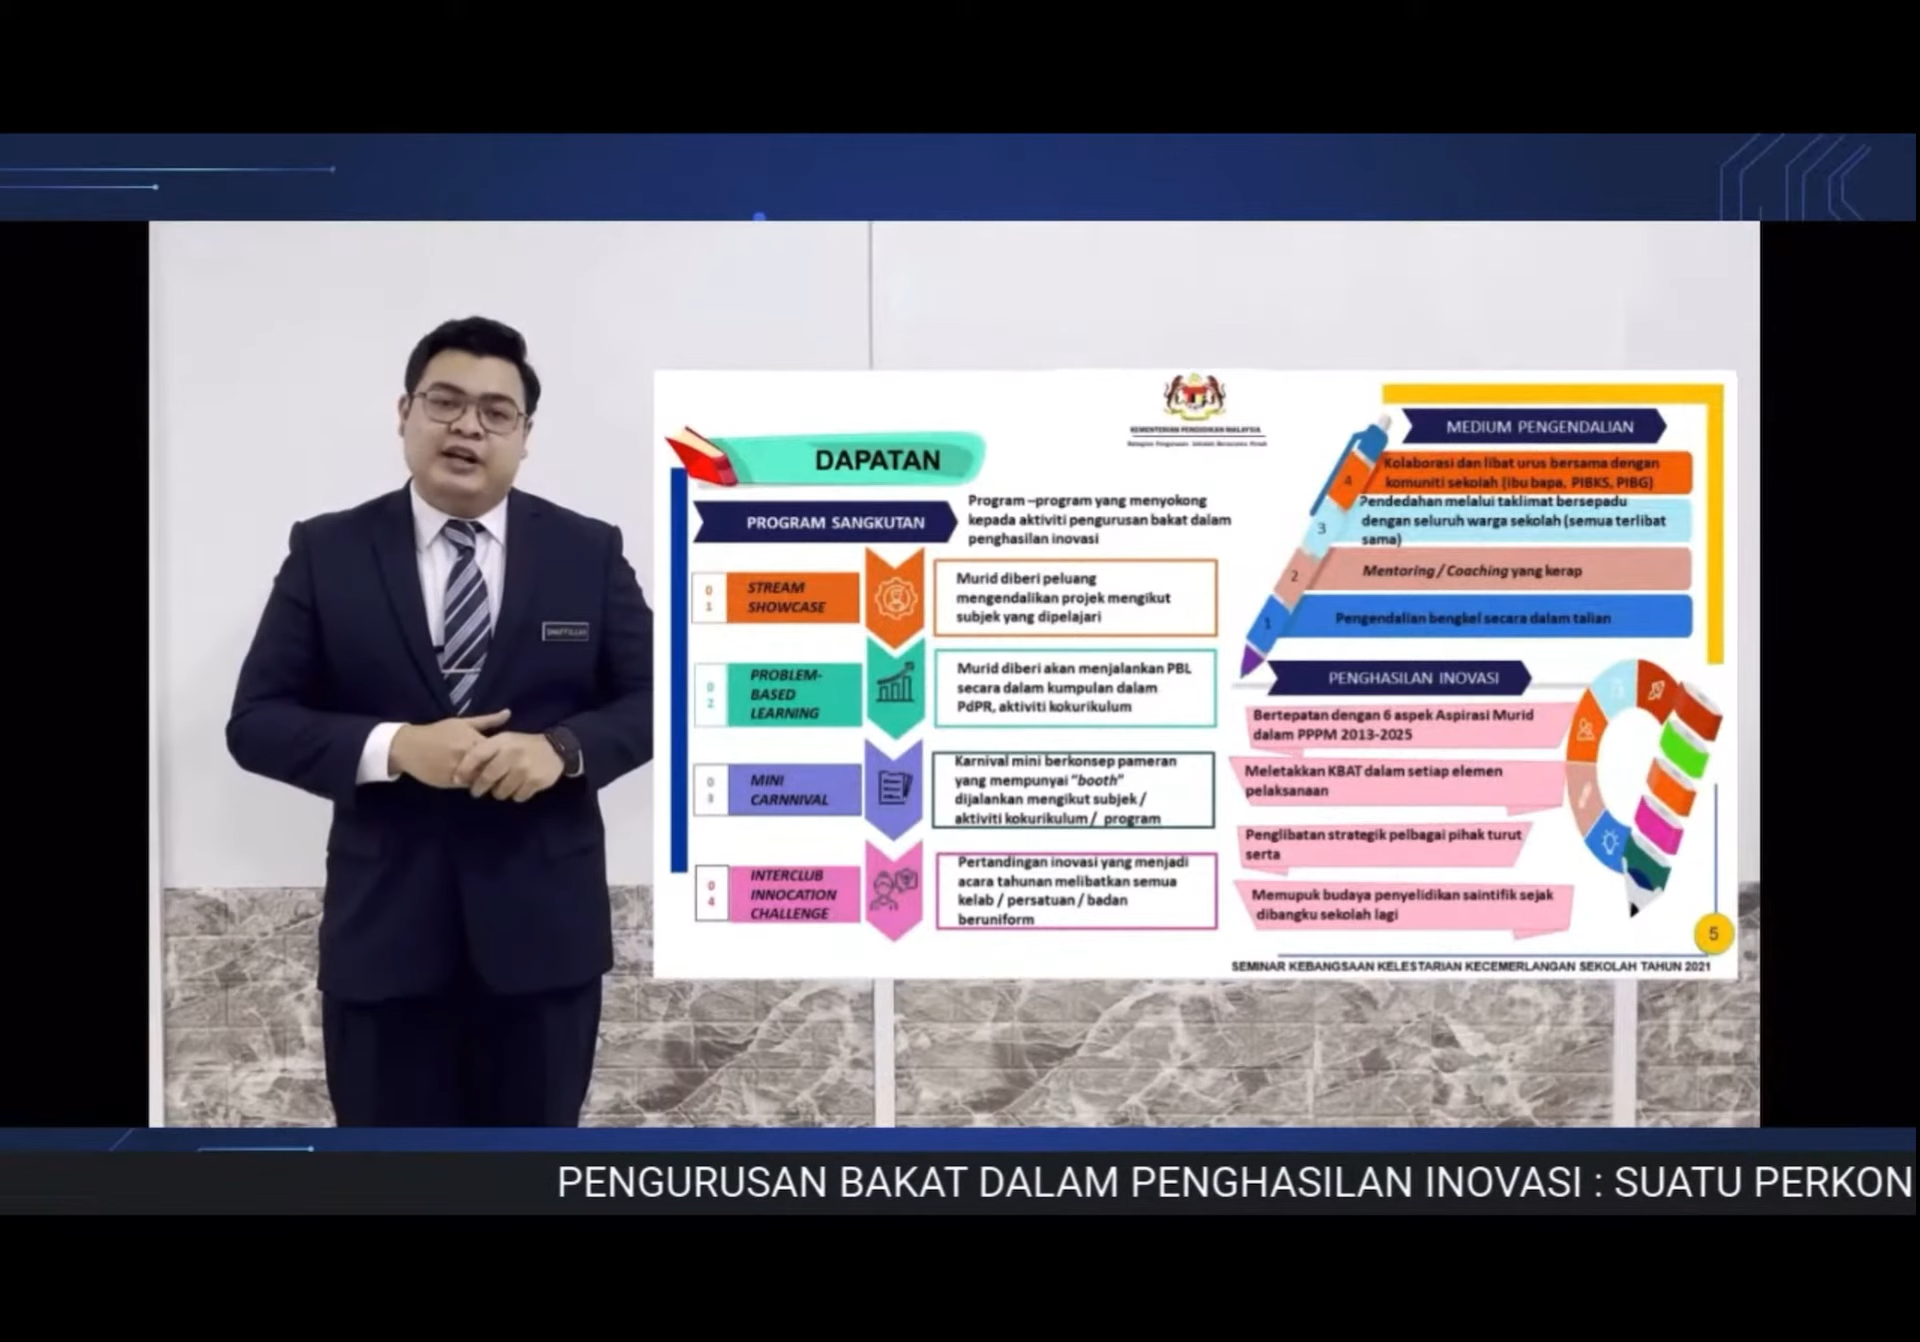 KEMENTERIAN PENDIDIKAN MALAYSIA
DAPATAN
PROGRAM SANGKUTAN
Program –program yang menyokong
kepada aktiviti pengurusan bakat dalam
penghasilan inovasi
0
1
STREAM
SHOWCASE
Murid diberi peluang
mengendalikan projek mengikut
subjek yang dipelajari
0
2
PROBLEM-
BASED
LEARNING
Murid diberi akan menjalankan PBL
secara dalam kumpulan dalam
PdPR, aktiviti kokurikulum
0
3
MINI
CARNNIVAL
Karnival mini berkonsep pameran
yang mempunyai "booth"
dijalankan mengikut subjek /
aktiviti kokurikulum / program
0
4
INTERCLUB
INNOCATION
CHALLENGE
Pertandingan inovasi yang menjadi
acara tahunan melibatkan semua
kelab / persatuan / badan
beruniform
MEDIUM PENGENDALIAN
4
Kolaborasi dan libat urus bersama dengan
komuniti sekolah (ibu bapa, PIBKS, PIBG)
3
Pendedahan melalui taklimat bersepadu
dengan seluruh warga sekolah (semua terlibat
sama)
2
Mentoring / Coaching yang kerap
1
Pengendalian bengkel secara dalam talian
PENGHASILAN INOVASI
Bertepatan dengan 6 aspek Aspirasi Murid
dalam PPPM 2013-2025
Meletakkan KBAT dalam setiap elemen
pelaksanaan
Penglibatan strategik pelbagai pihak turut
serta
Memupuk budaya penyelidikan saintifik sejak
dibangku sekolah lagi
5
SEMINAR KEBANGSAAN KELESTARIAN KECEMERLANGAN SEKOLAH TAHUN 2021
PENGURUSAN BAKAT DALAM PENGHASILAN INOVASI : SUATU PERKON